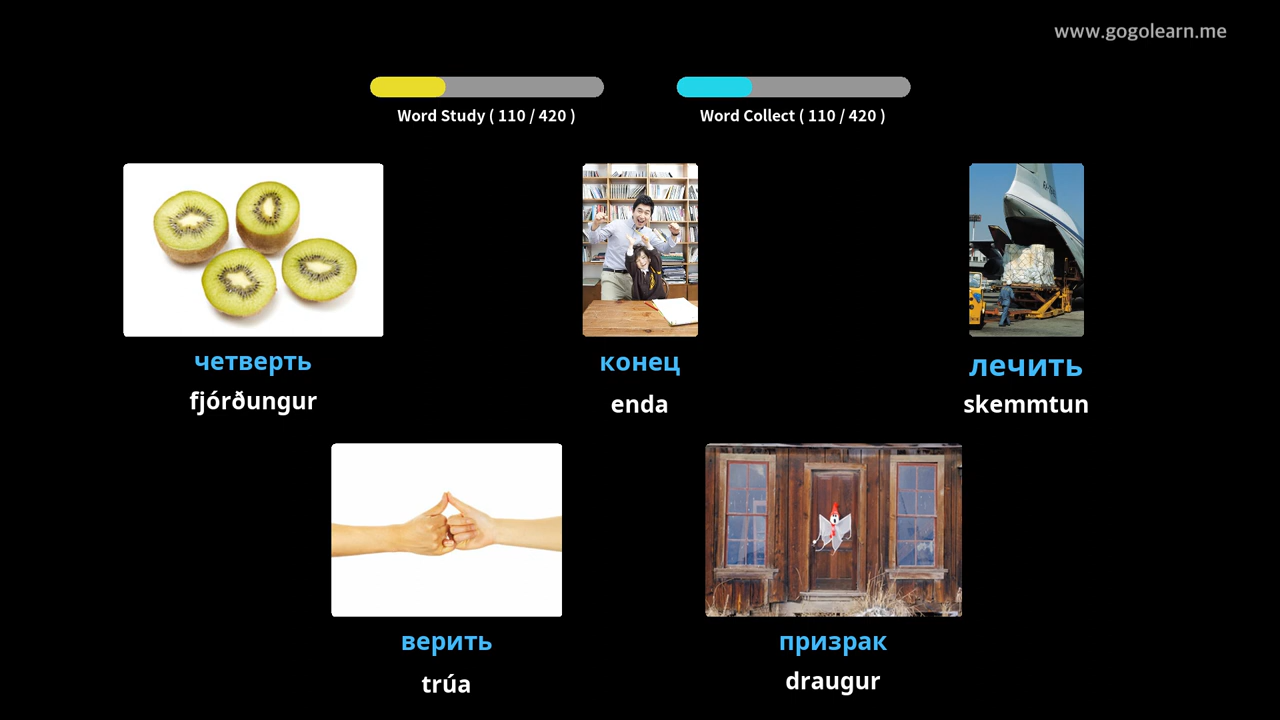 www.gogolearn.me
Word Study ( 110 / 420 )
Word Collect ( 110 / 420 )
четверть
fjórðungur
конец
enda
лечить
skemmtun
верить
trúa
призрак
draugur